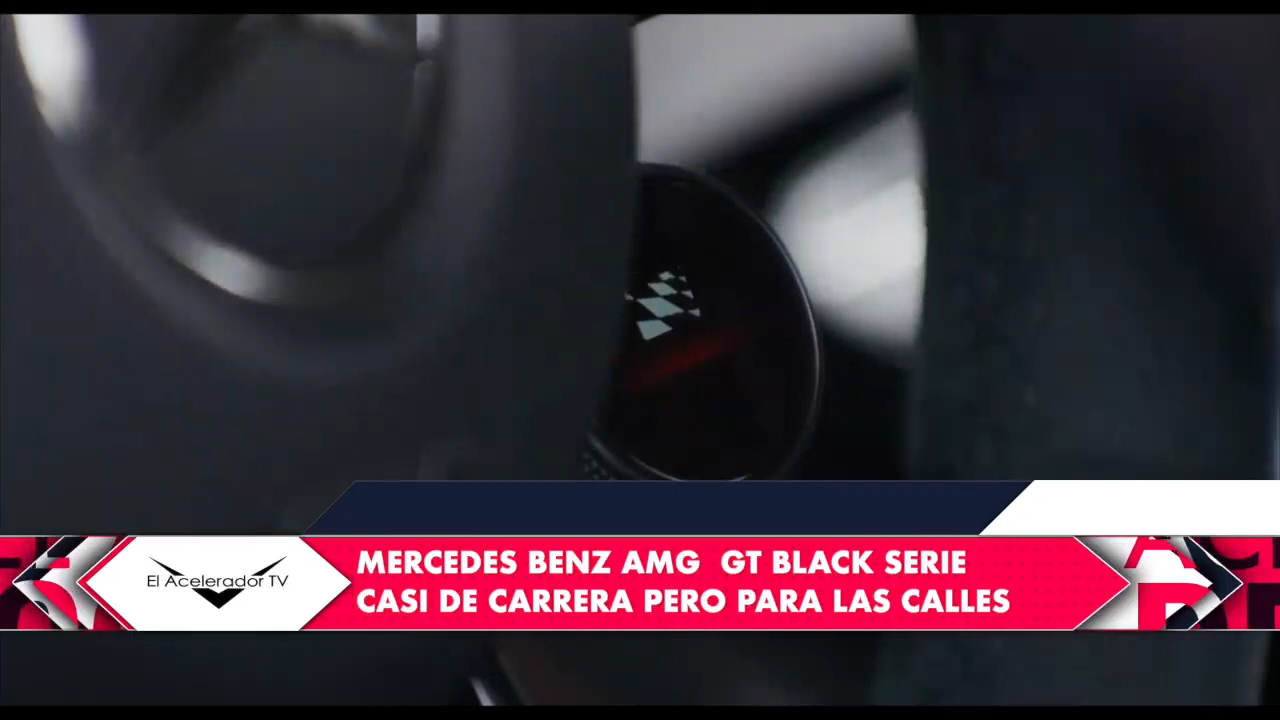 El Acelerador TV
MERCEDES BENZ AMG GT BLACK SERIE
CASI DE CARRERA PERO PARA LAS CALLES